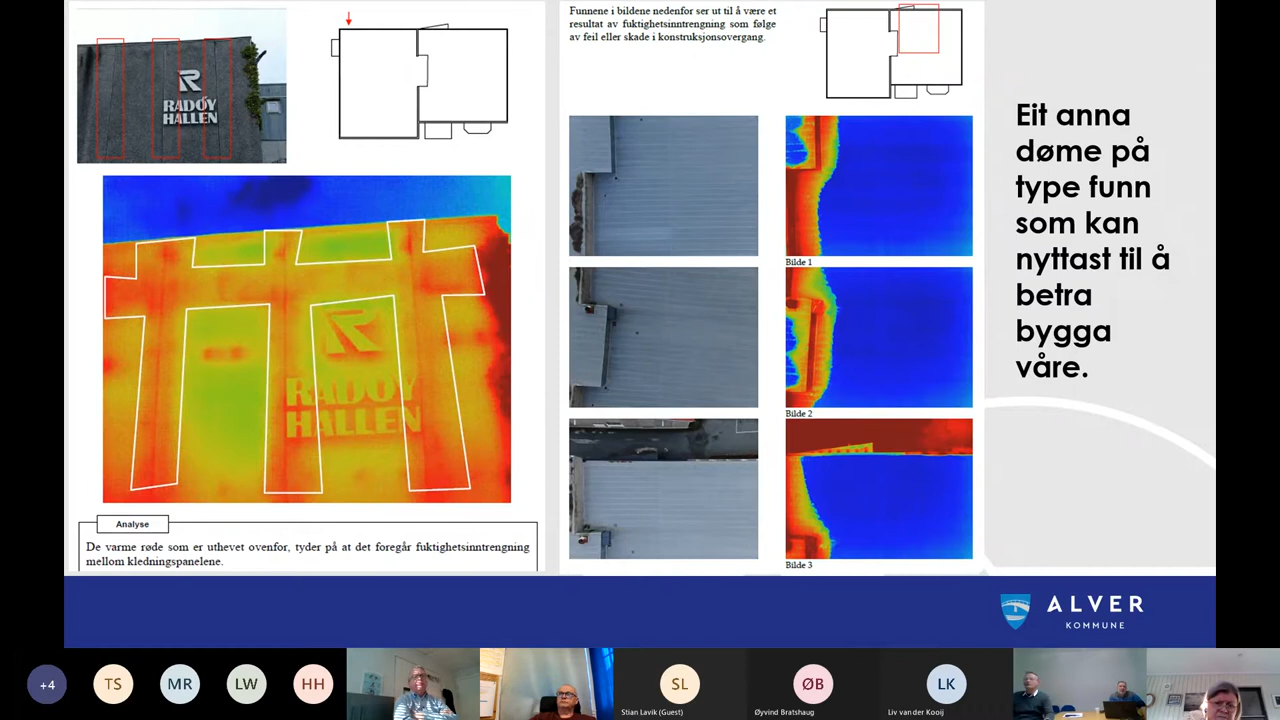 RADØY
HALLEN
RADØY
HALLEN
Analyse
De varme røde som er uthevet ovenfor, tyder på at det foregår fuktighetsinntrengning
mellom kledningspanelene.
Funnene i bildene nedenfor ser ut til å være et
resultat av fuktighetsinntrengning som følge
av feil eller skade i konstruksjonsovergang.
Bilde 1
Bilde 2
Bilde 3
Eit anna
døme på
type funn
som kan
nyttast til å
betra
bygga
våre.
ALVER
KOMMUNE
+4
TS
MR
LW
HH
SL
Stian Lavik (Guest)
ØB
Øyvind Bratshaug
LK
Liv van der Kooij